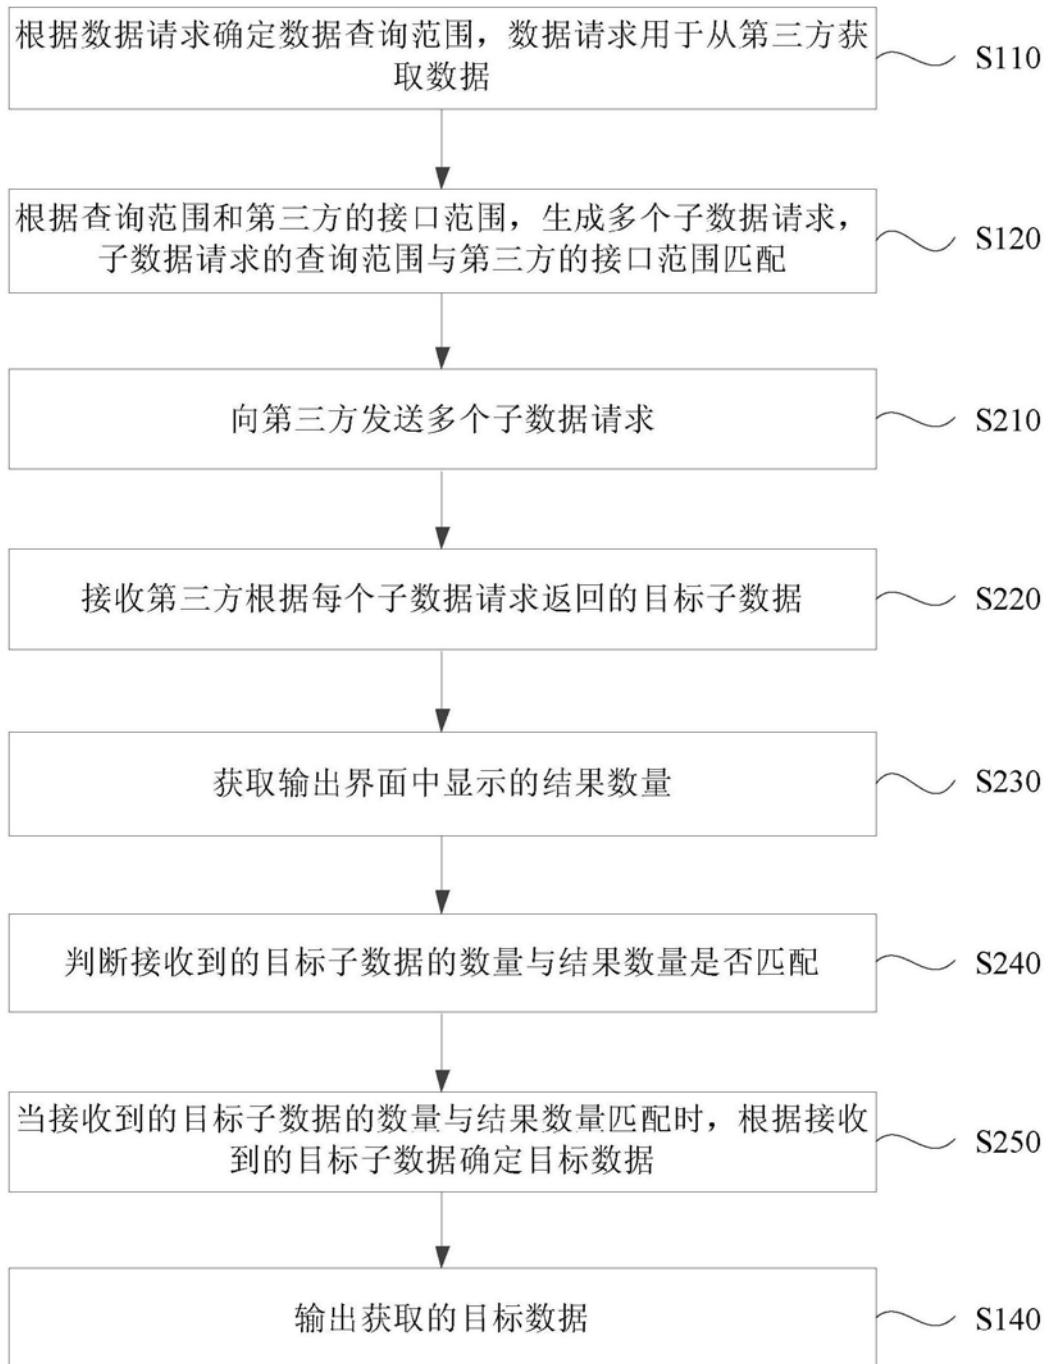 根据数据请求确定数据查询范围，数据请求用于从第三方获
取数据
S110
根据查询范围和第三方的接口范围，生成多个子数据请求，
子数据请求的查询范围与第三方的接口范围匹配
S120
向第三方发送多个子数据请求
S210
接收第三方根据每个子数据请求返回的目标子数据
S220
获取输出界面中显示的结果数量
S230
判断接收到的目标子数据的数量与结果数量是否匹配
S240
当接收到的目标子数据的数量与结果数量匹配时，根据接收
到的目标子数据确定目标数据
S250
输出获取的目标数据
S140